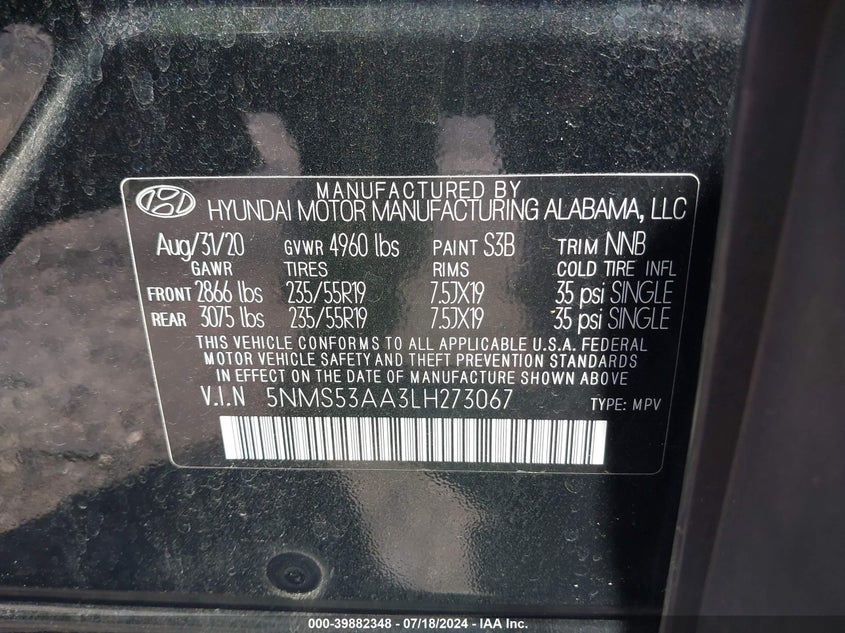 MANUFACTURED BY
HYUNDAI MOTOR MANUFACTURING ALABAMA, LLC
Aug/31/20 GVWR 4960 lbs PAINT S3B TRIM NNB
GAWR TIRES RIMS COLD TIRE INFL
FRONT 2866 lbs 235/55R19 7.5JX19 35 psi SINGLE
REAR 3075 lbs 235/55R19 7.5JX19 35 psi SINGLE
THIS VEHICLE CONFORMS TO ALL APPLICABLE U.S.A. FEDERAL
MOTOR VEHICLE SAFETY AND THEFT PREVENTION STANDARDS
IN EFFECT ON THE DATE OF MANUFACTURE SHOWN ABOVE
V.I.N 5NMS53AA3LH273067 TYPE: MPV
000-39882348 - 07/18/2024 - IAA Inc.